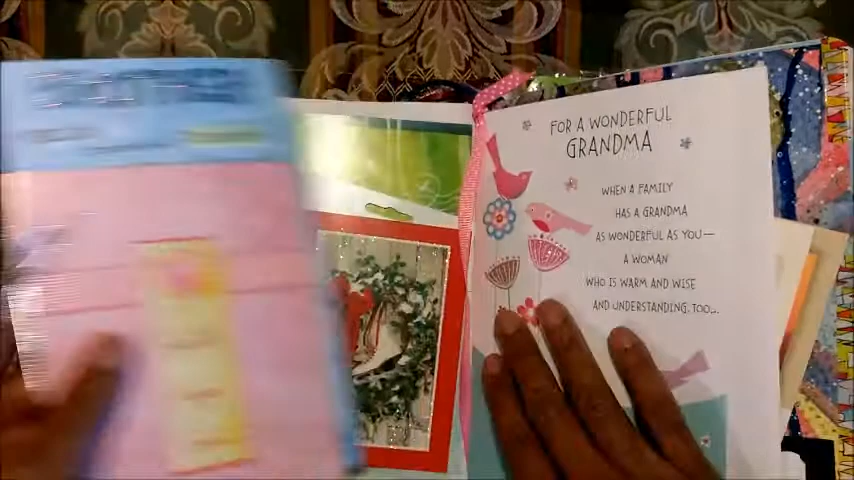 FOR A WONDERFUL
GRANDMA
WHEN A FAMILY
HAS A GRANDMA
AS WONDERFUL AS YOU—
A WOMAN
WHO IS WARM AND WISE
AND UNDERSTANDING, TOO...